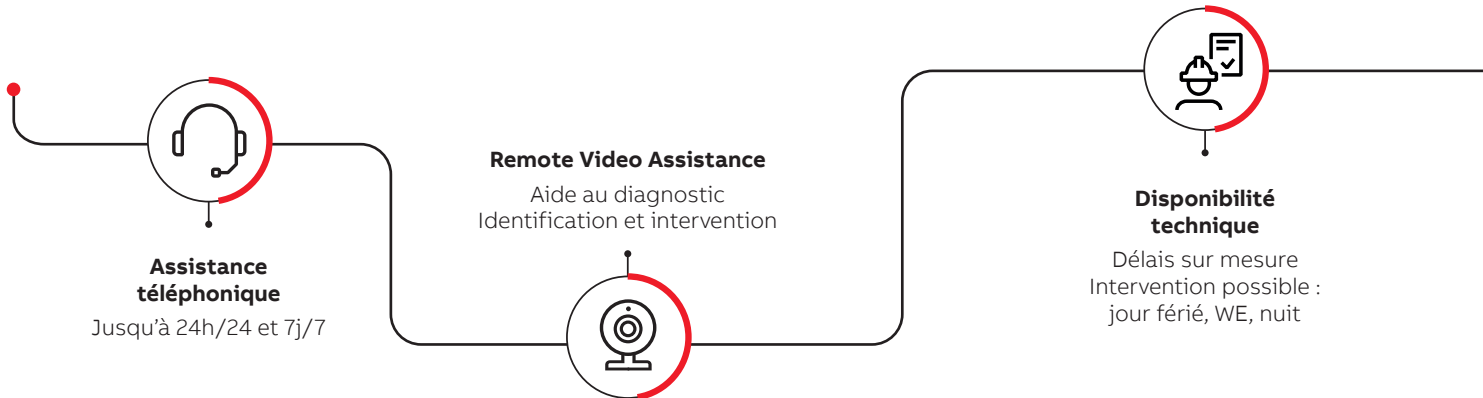 Assistance
téléphonique
Jusqu'à 24h/24 et 7j/7
Remote Video Assistance
Aide au diagnostic
Identification et intervention
Disponibilité
technique
Délais sur mesure
Intervention possible :
jour férié, WE, nuit